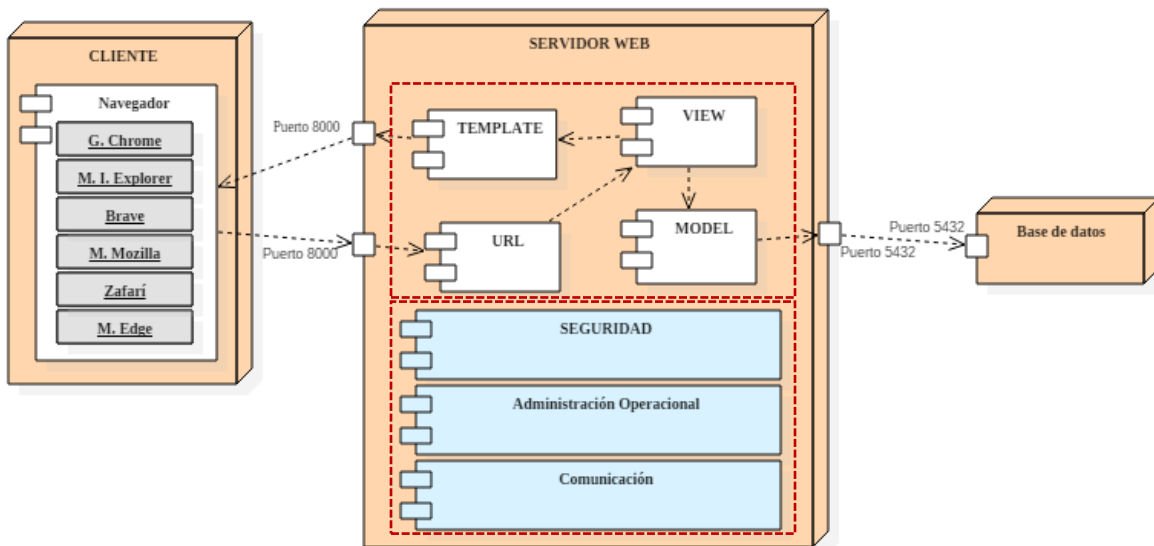 CLIENTE
Navegador
G. Chrome
M. I. Explorer
Brave
M. Mozilla
Zafarí
M. Edge
Puerto 8000
Puerto 8000
SERVIDOR WEB
TEMPLATE
VIEW
URL
MODEL
SEGURIDAD
Administración Operacional
Comunicación
Puerto 5432
Puerto 5432
Base de datos